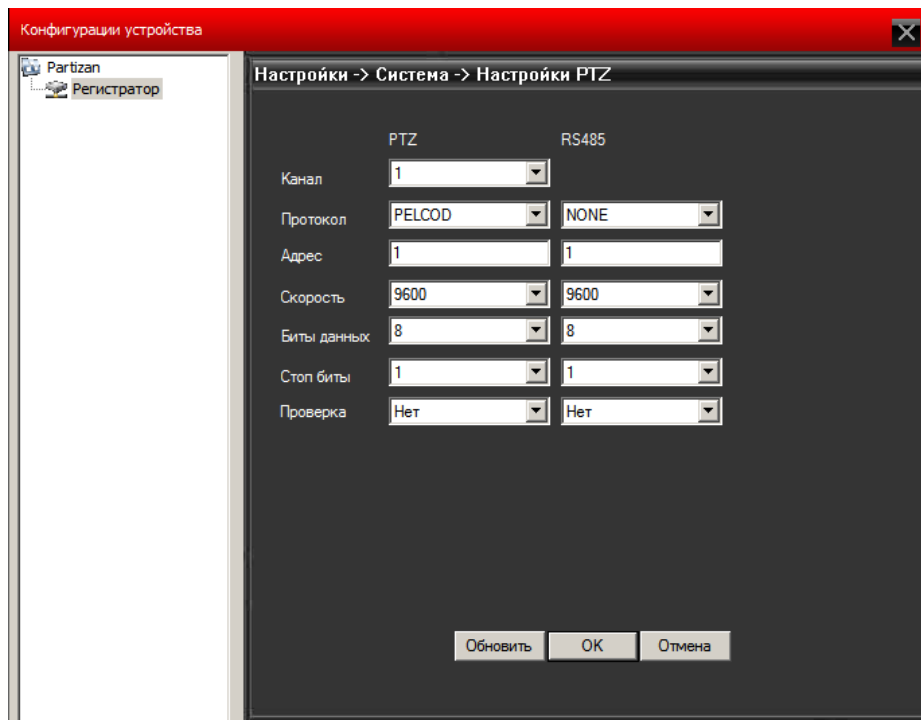 Конфигурации устройства
Partizan
Регистратор
Настройки -> Система -> Настройки PTZ
PTZ RS485
Канал 1
Протокол PELCOD NONE
Адрес 1 1
Скорость 9600 9600
Биты данных 8 8
Стоп биты 1 1
Проверка Нет Нет
Обновить OK Отмена